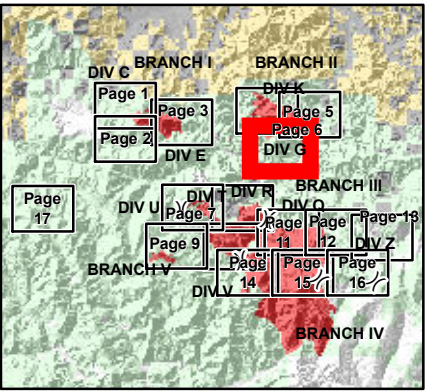 BRANCH I
BRANCH II
DIV C
DIV K
Page 1
Page 3
Page 5
Page 6
Page 2
DIV G
DIV E
BRANCH III
Page
17
DIV R
DIV U
Page 7
DIV O
Page 13
Page
11
Page
12
DIV Z
Page 9
BRANCH V
Page
14
Page
15
Page
16
DIV V
BRANCH IV